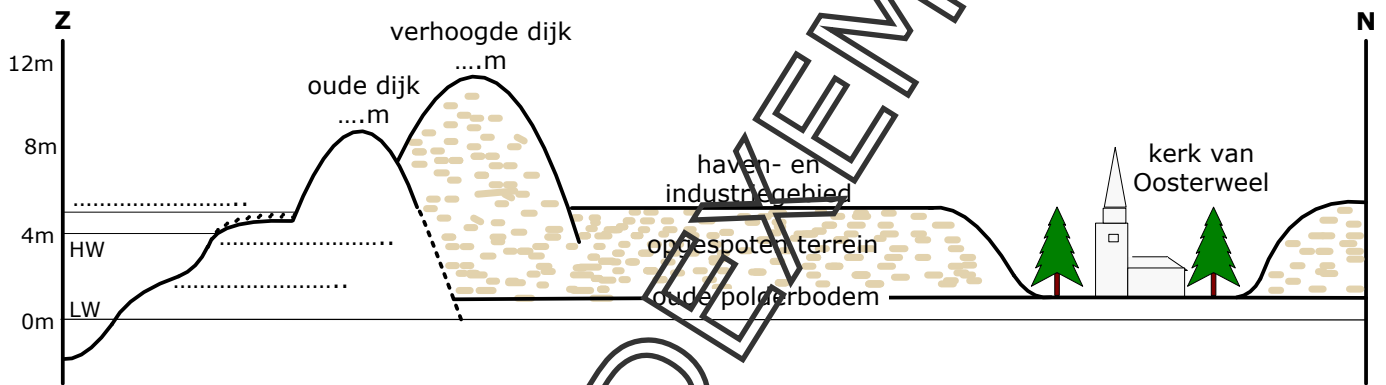 Z
N
verhoogde dijk
….m
oude dijk
….m
12m
8m
4m
0m
HW
LW
haven- en
industriegebied
opgespoten terrein
oude polderbodem
kerk van
Oosterweel